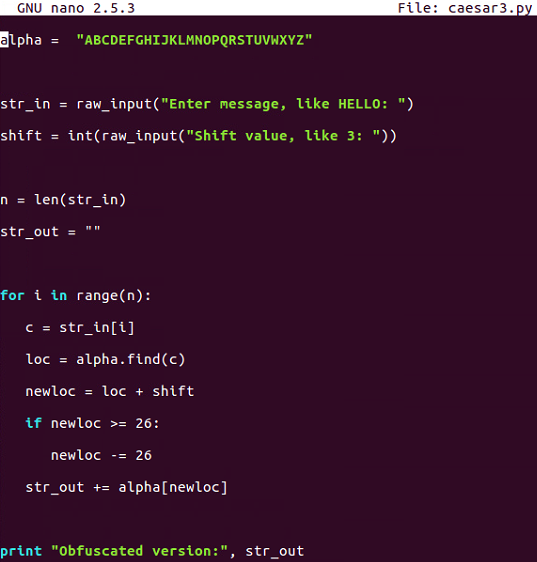 GNU nano 2.5.3 File: caesar3.py
alpha =  "ABCDEFGHIJKLMNOPQRSTUVWXYZ"
str_in = raw_input("Enter message, like HELLO: ")
shift = int(raw_input("Shift value, like 3: "))
n = len(str_in)
str_out = ""
for i in range(n):
   c = str_in[i]
   loc = alpha.find(c)
   newloc = loc + shift
   if newloc >= 26:
      newloc -= 26
   str_out += alpha[newloc]
print "Obfuscated version:", str_out